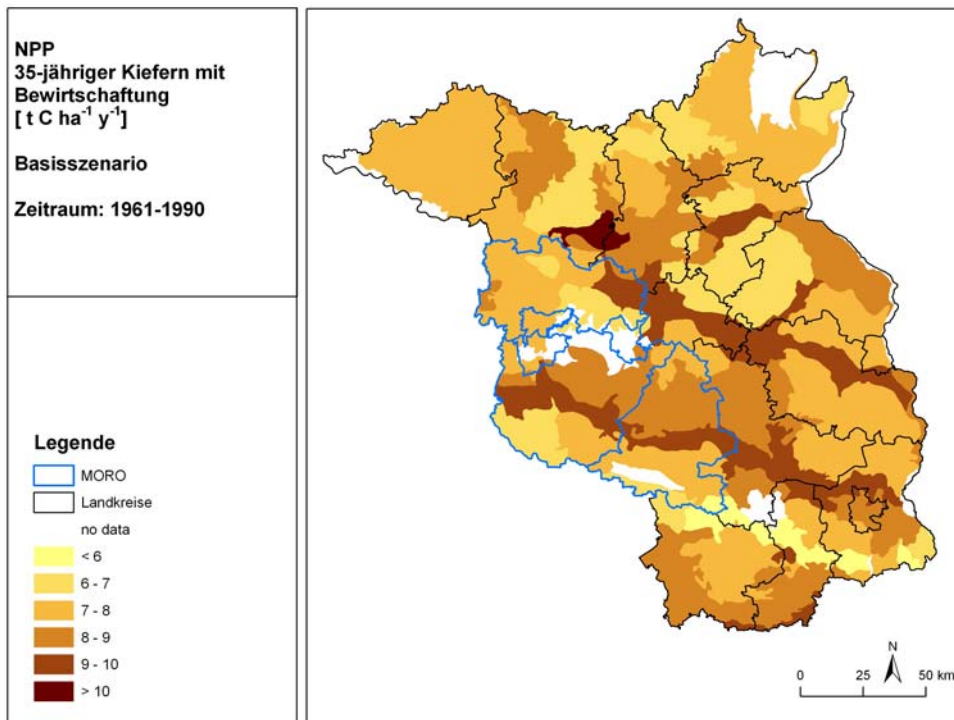 NPP
35-jähriger Kiefern mit
Bewirtschaftung
[ t C ha⁻¹ y⁻¹]
Basisszenario
Zeitraum: 1961-1990
Legende
MORO
Landkreise
no data
< 6
6 - 7
7 - 8
8 - 9
9 - 10
> 10
N
0 25 50 km